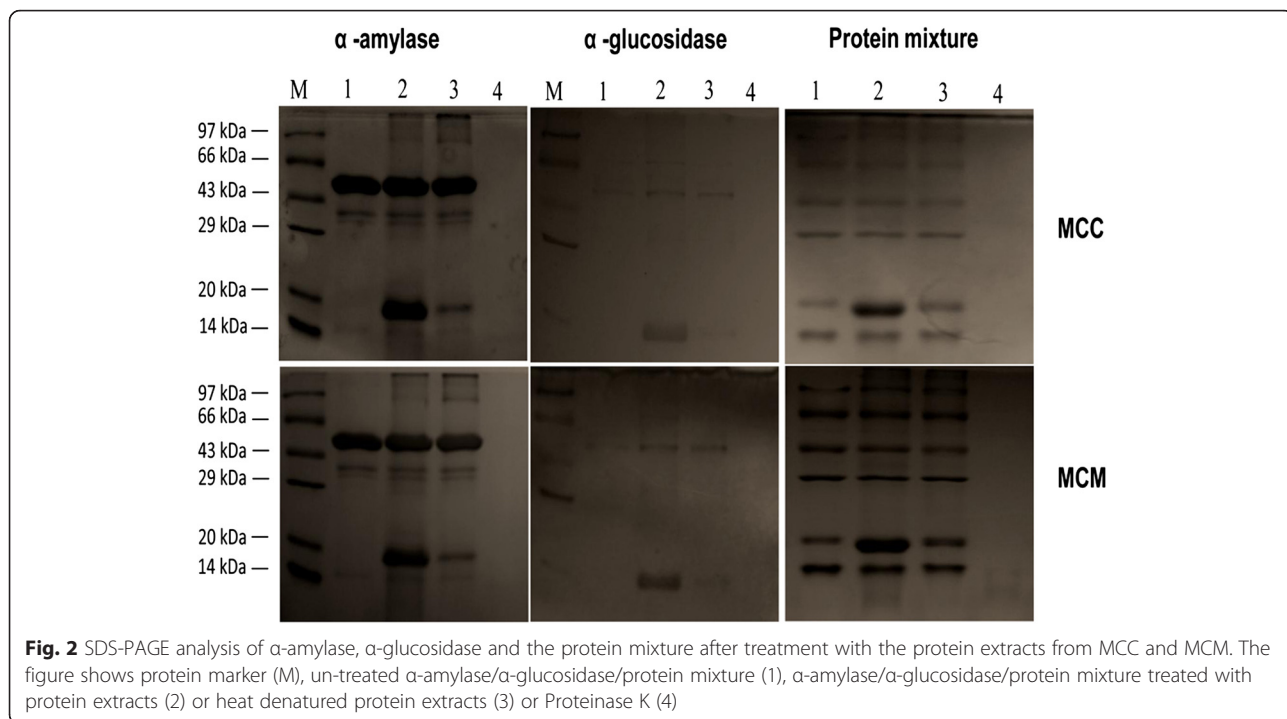 α -amylase α -glucosidase Protein mixture
M 1 2 3 4 M 1 2 3 4 1 2 3 4
97 kDa
66 kDa
43 kDa
29 kDa
20 kDa
14 kDa
MCC
97 kDa
66 kDa
43 kDa
29 kDa
20 kDa
14 kDa
MCM
Fig. 2 SDS-PAGE analysis of α-amylase, α-glucosidase and the protein mixture after treatment with the protein extracts from MCC and MCM. The
figure shows protein marker (M), un-treated α-amylase/α-glucosidase/protein mixture (1), α-amylase/α-glucosidase/protein mixture treated with
protein extracts (2) or heat denatured protein extracts (3) or Proteinase K (4)